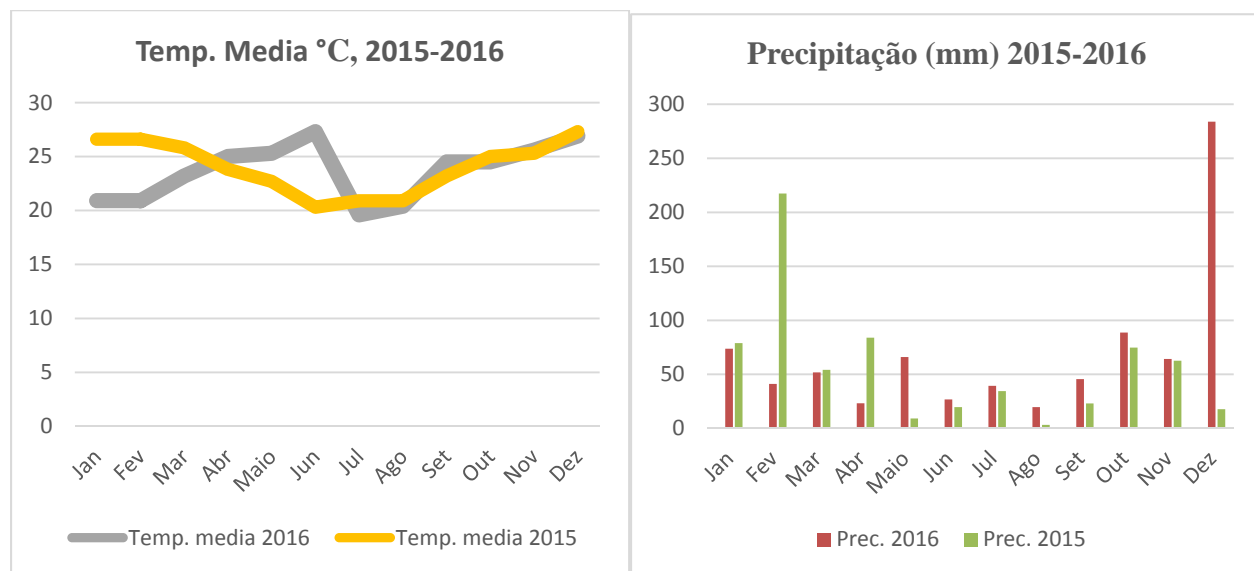 Temp. Media °C, 2015-2016
30
25
20
15
10
5
0
Jan
Fev
Mar
Abr
Maio
Jun
Jul
Ago
Set
Out
Nov
Dez
Temp. media 2016
Temp. media 2015
Precipitação (mm) 2015-2016
300
250
200
150
100
50
0
Jan
Fev
Mar
Abr
Maio
Jun
Jul
Ago
Set
Out
Nov
Dez
Prec. 2016
Prec. 2015